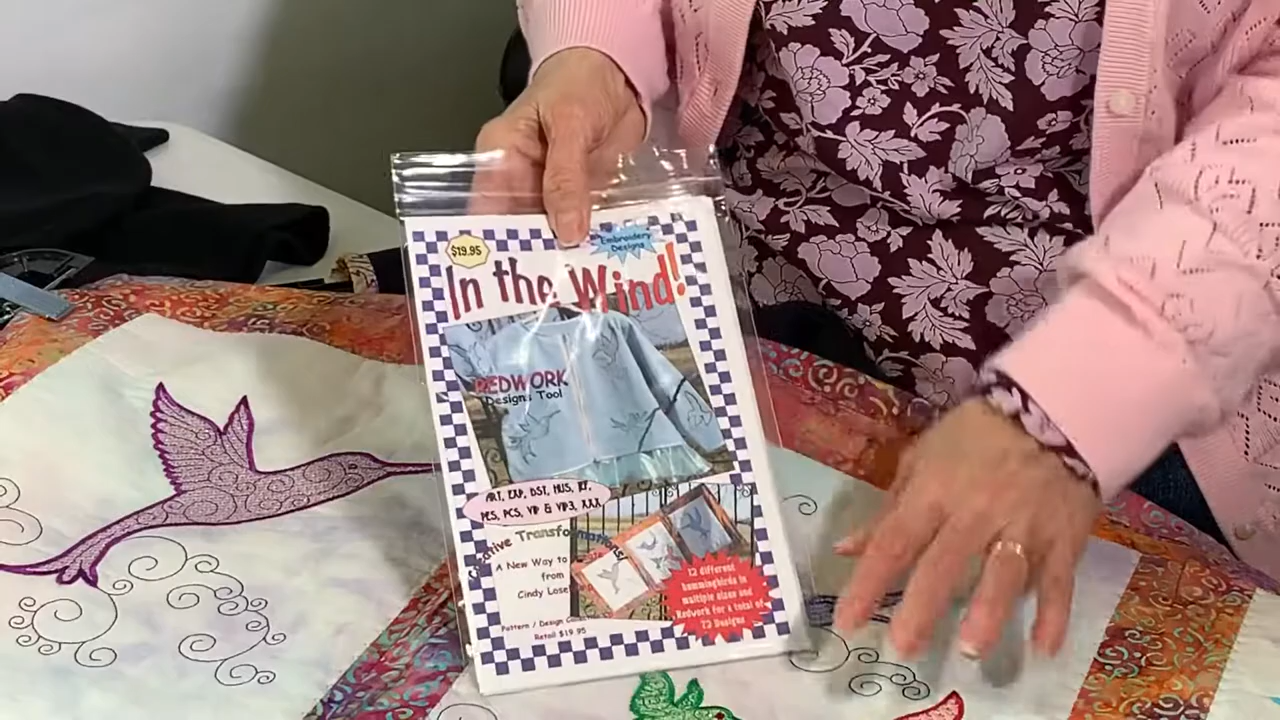 $19.95
Embroidery
Designs
In the Wind!
REDWORK
Designs Tool
ART, EXP, DST, HUS, JEF,
PES, PCS, VIP & VP3, XXX
Creative Transformations!
A New Way to
from
Cindy Lose
12 different
hummingbirds in
multiple sizes and
Redwork for a total of
72 Designs
Pattern / Design
Retail $19.95